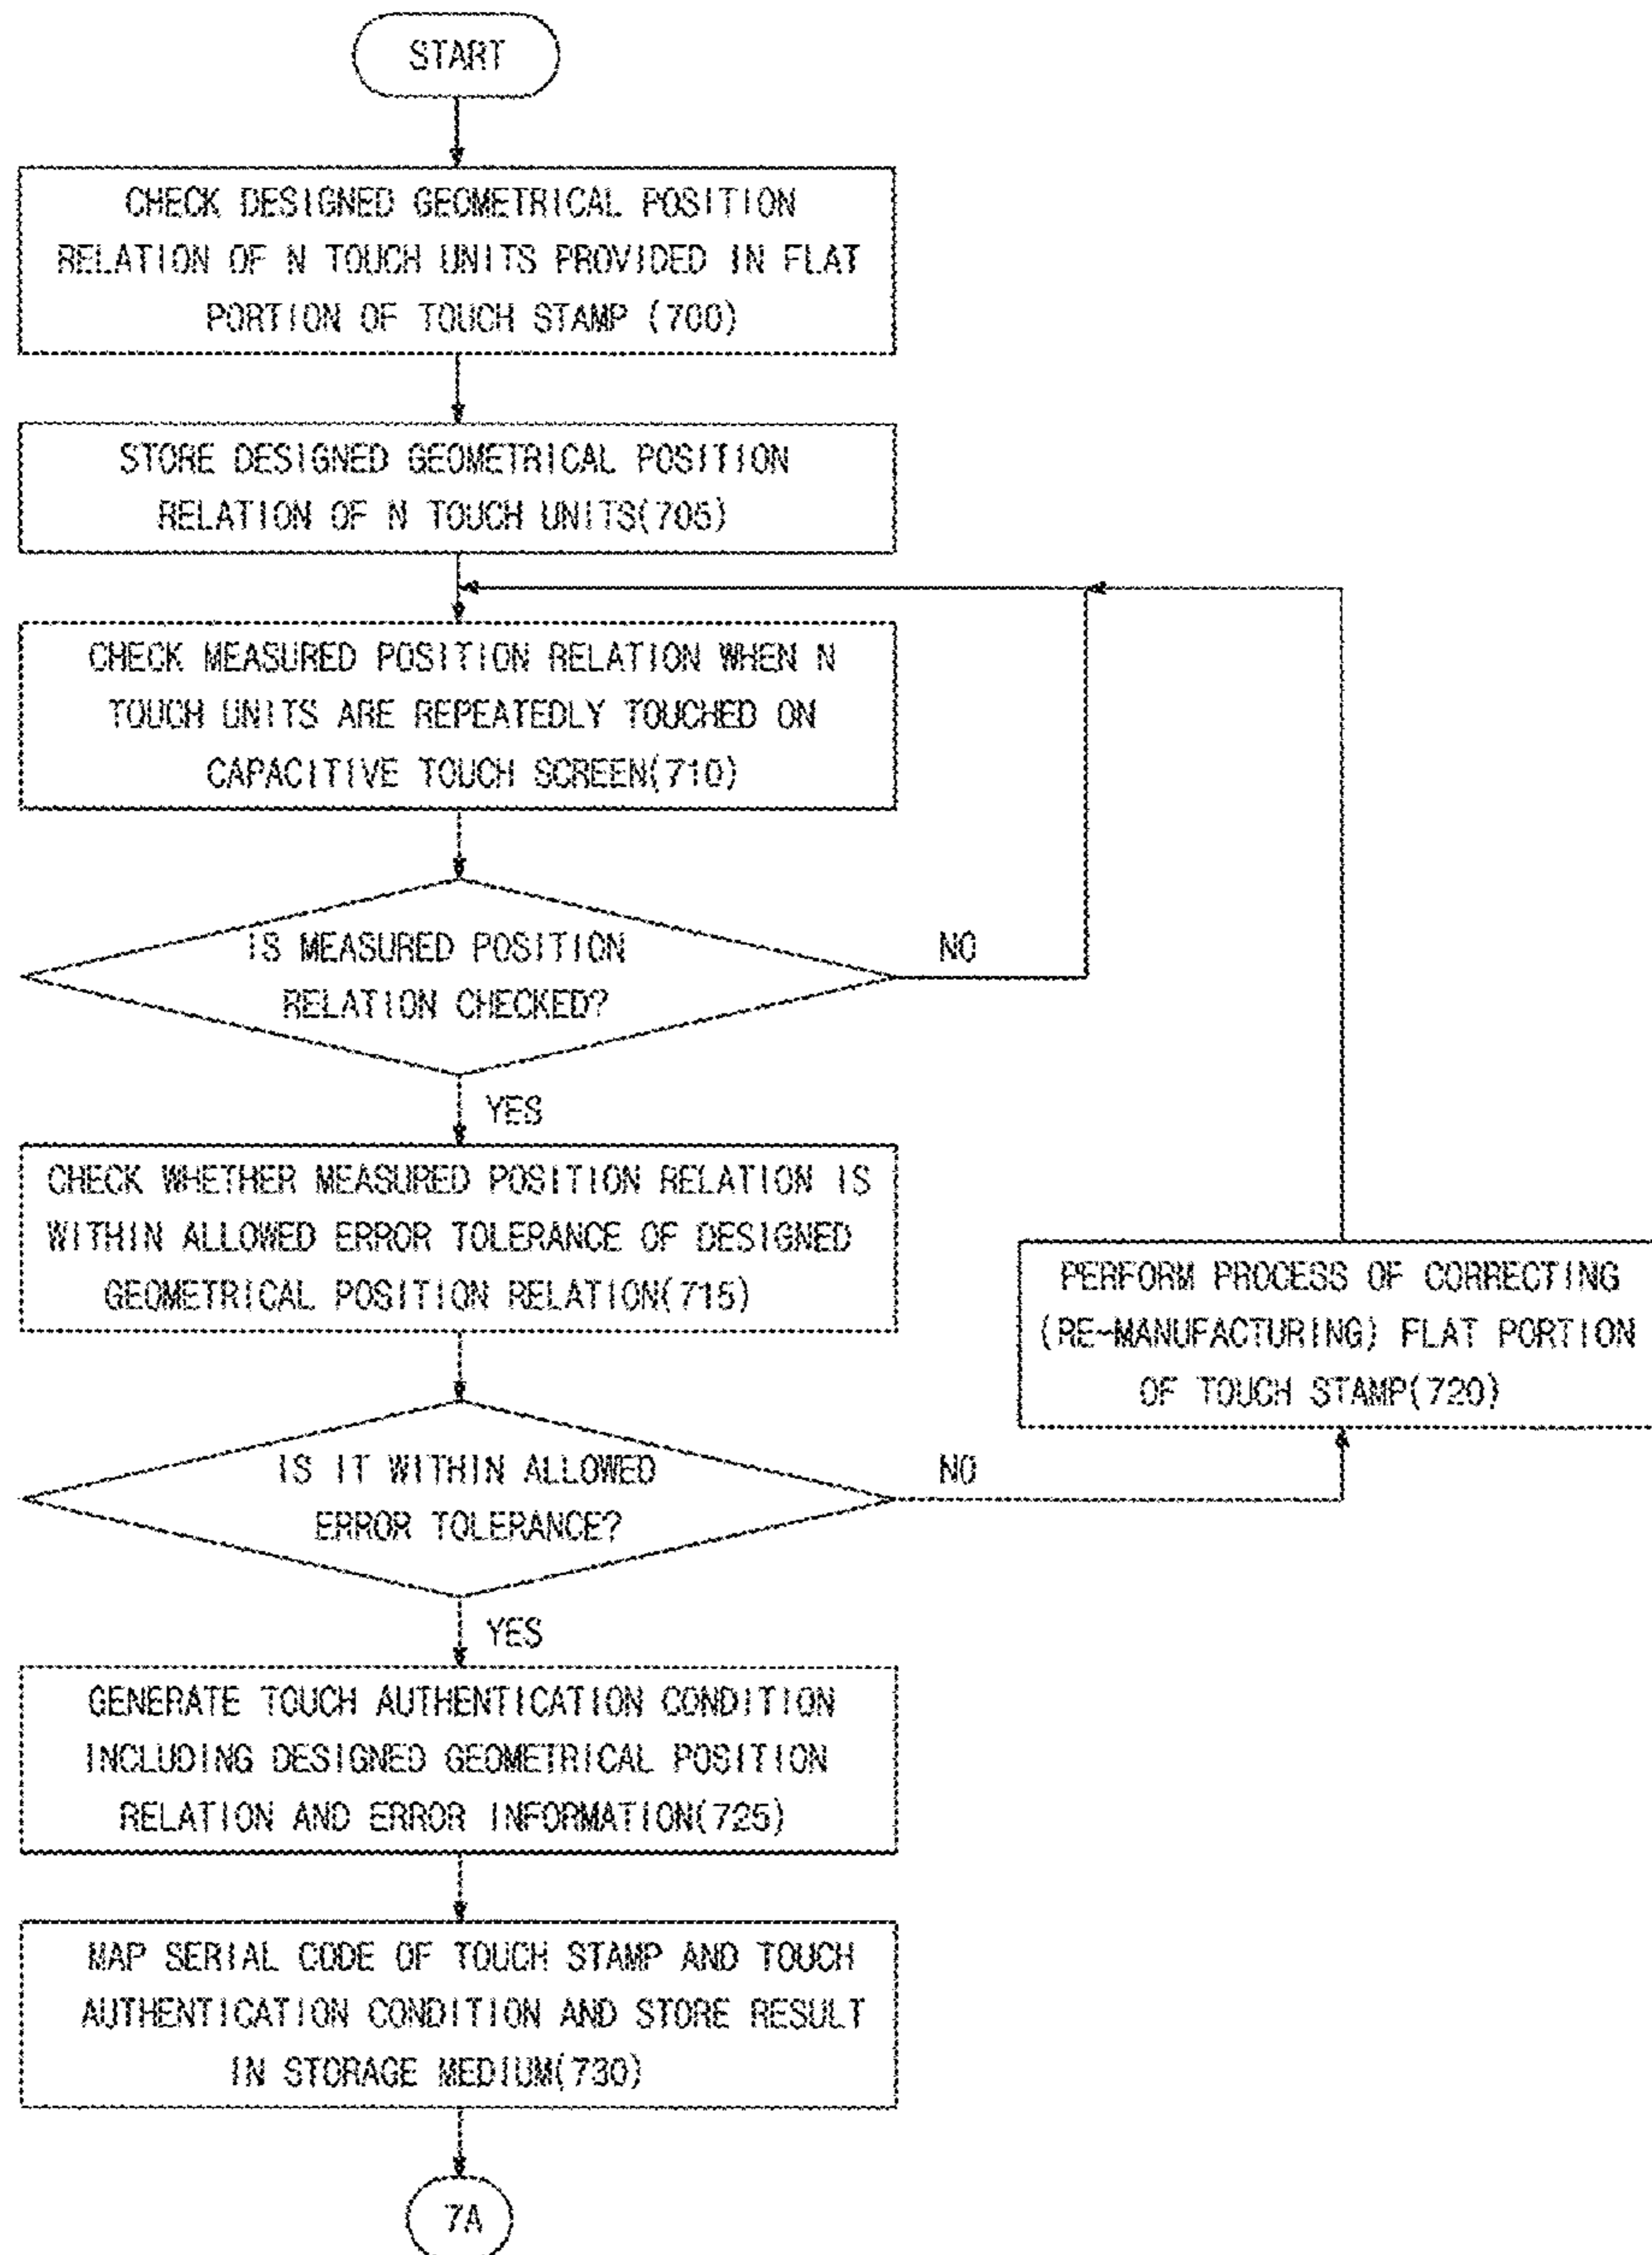 START
CHECK DESIGNED GEOMETRICAL POSITION
RELATION OF N TOUCH UNITS PROVIDED IN FLAT
PORTION OF TOUCH STAMP (700)
STORE DESIGNED GEOMETRICAL POSITION
RELATION OF N TOUCH UNITS(705)
CHECK MEASURED POSITION RELATION WHEN N
TOUCH UNITS ARE REPEATEDLY TOUCHED ON
CAPACITIVE TOUCH SCREEN(710)
IS MEASURED POSITION
RELATION CHECKED?
NO
YES
CHECK WHETHER MEASURED POSITION RELATION IS
WITHIN ALLOWED ERROR TOLERANCE OF DESIGNED
GEOMETRICAL POSITION RELATION(715)
PERFORM PROCESS OF CORRECTING
(RE-MANUFACTURING) FLAT PORTION
OF TOUCH STAMP(720)
IS IT WITHIN ALLOWED
ERROR TOLERANCE?
NO
YES
GENERATE TOUCH AUTHENTICATION CONDITION
INCLUDING DESIGNED GEOMETRICAL POSITION
RELATION AND ERROR INFORMATION(725)
MAP SERIAL CODE OF TOUCH STAMP AND TOUCH
AUTHENTICATION CONDITION AND STORE RESULT
IN STORAGE MEDIUM(730)
7A